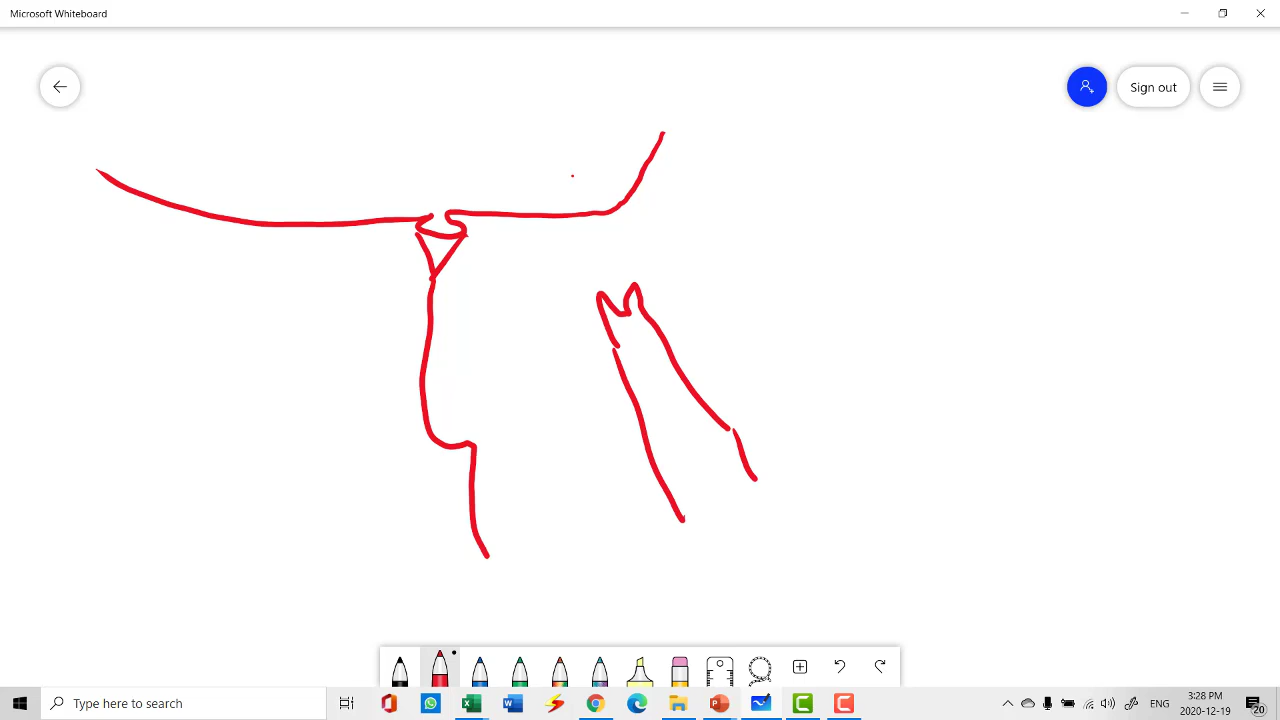 Microsoft Whiteboard
Sign out
Type here to search
ENG
3:28 PM
2020-12-19
20